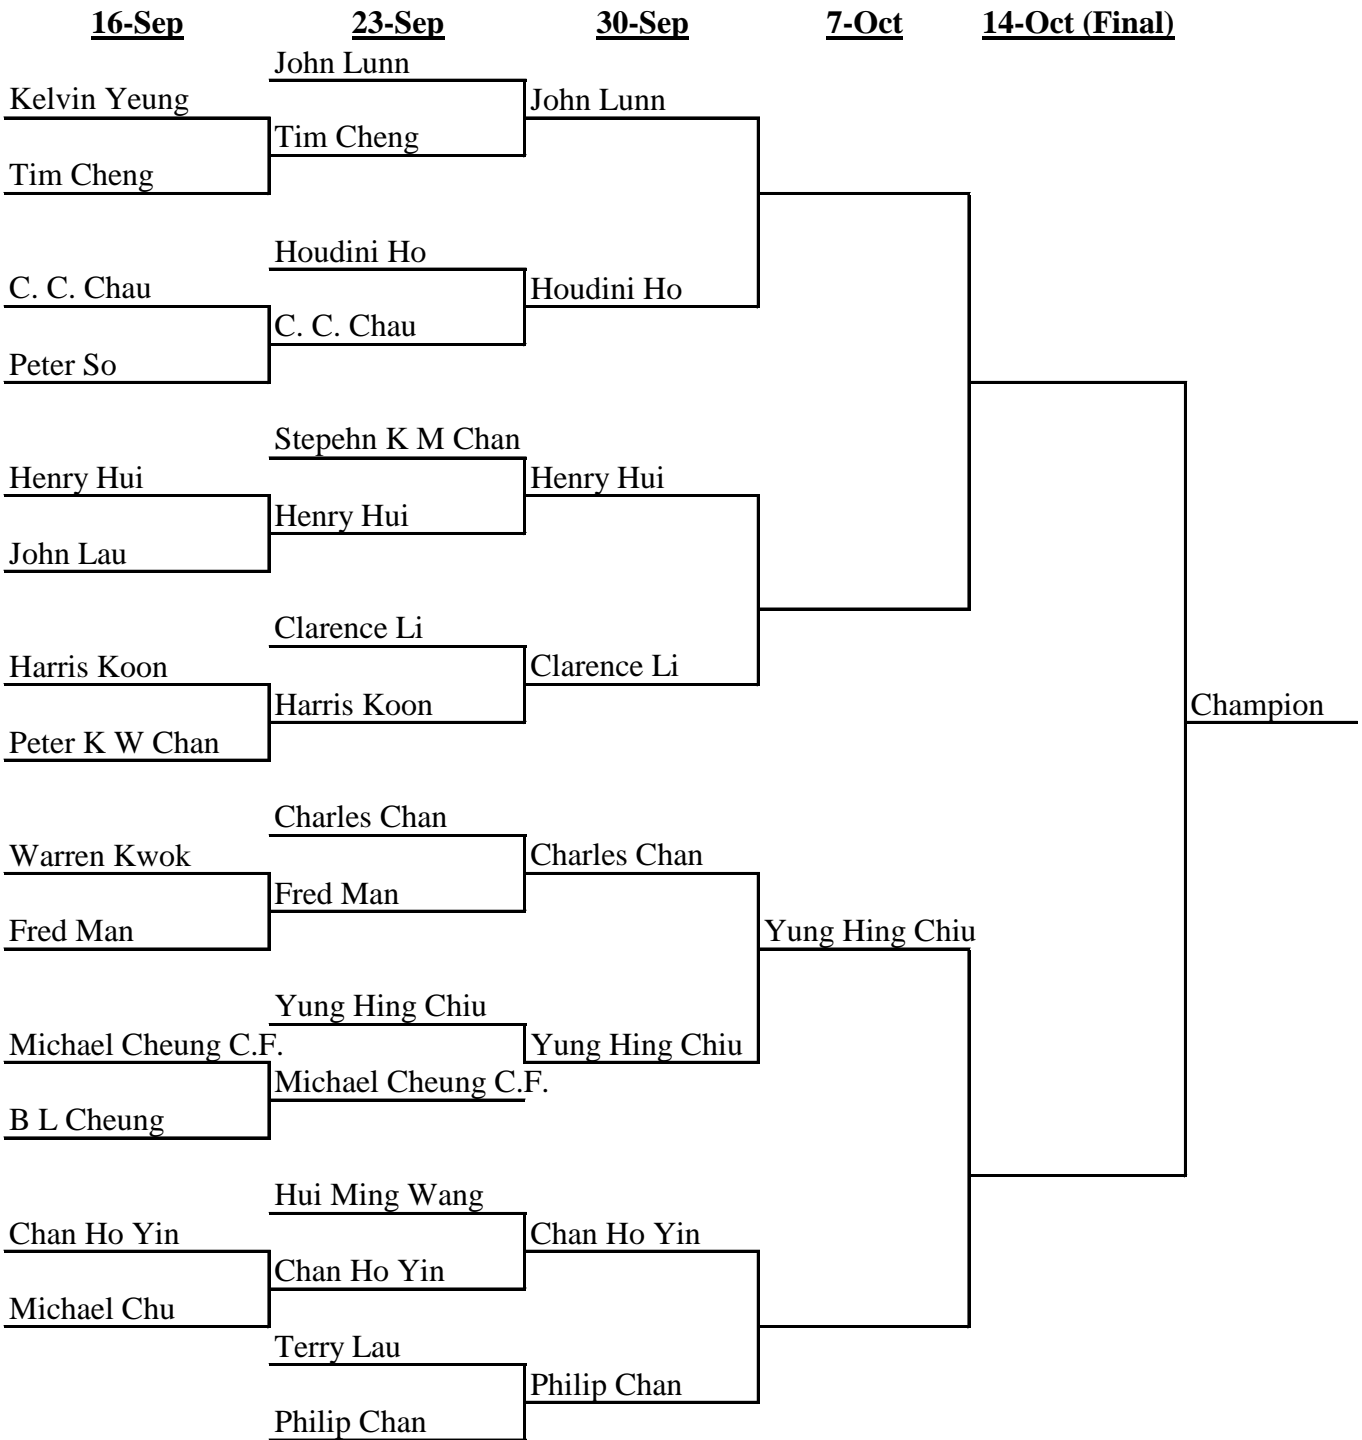 16-Sep 23-Sep 30-Sep 7-Oct 14-Oct (Final)
John Lunn
Kelvin Yeung John Lunn
Tim Cheng
Tim Cheng
Houdini Ho
C. C. Chau Houdini Ho
C. C. Chau
Peter So
Stepehn K M Chan
Henry Hui Henry Hui
Henry Hui
John Lau
Clarence Li
Harris Koon Clarence Li
Harris Koon Champion
Peter K W Chan
Charles Chan
Warren Kwok Charles Chan
Fred Man
Fred Man Yung Hing Chiu
Yung Hing Chiu
Michael Cheung C.F. Yung Hing Chiu
Michael Cheung C.F.
B L Cheung
Hui Ming Wang
Chan Ho Yin Chan Ho Yin
Chan Ho Yin
Michael Chu
Terry Lau
Philip Chan
Philip Chan